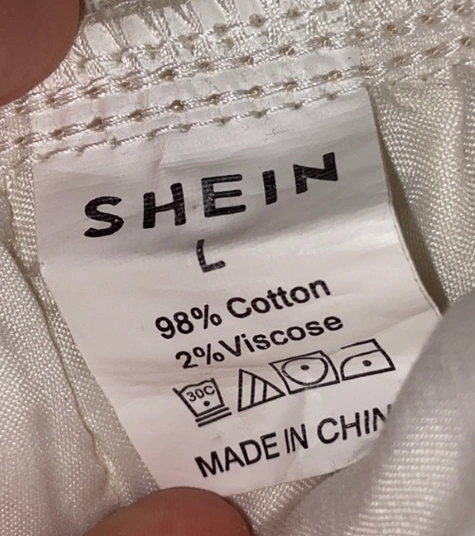 SHEIN
L
98% Cotton
2%Viscose
30C
MADE IN CHIN